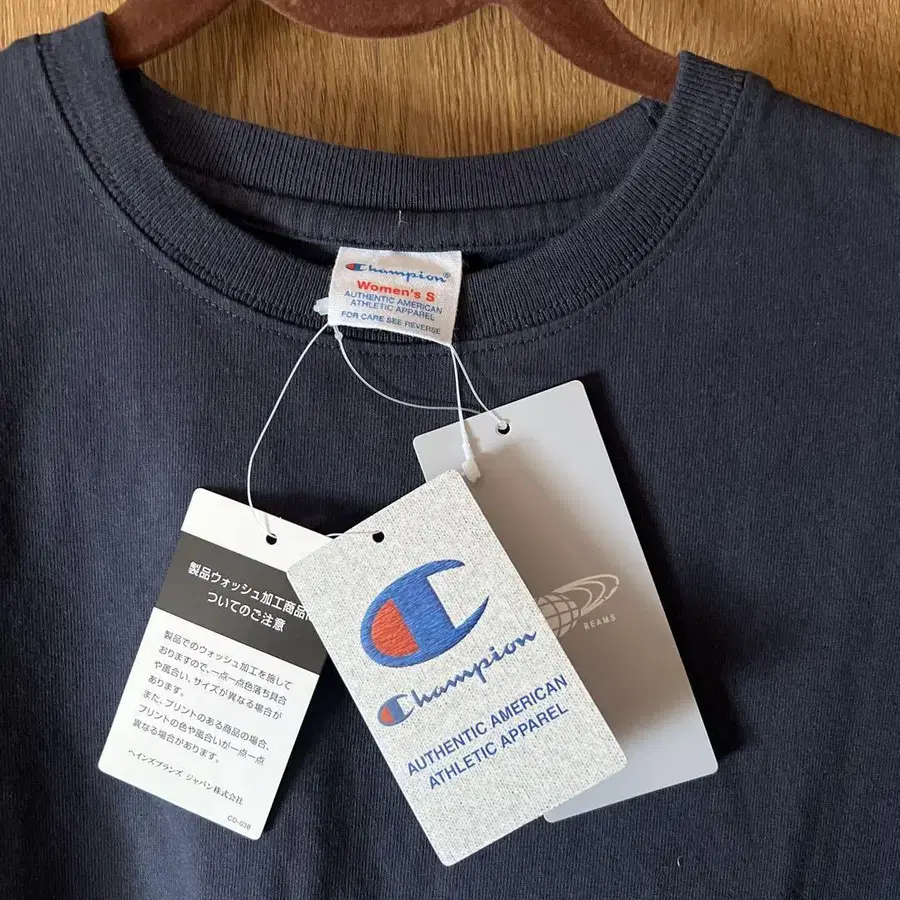 Champion®
Women's S
AUTHENTIC AMERICAN
ATHLETIC APPAREL
FOR CARE SEE REVERSE
製品ウォッシュ加工商品に
ついてのご注意
製品でのウォッシュ加工を施して
おりますので、一点一点色落ち具合
や風合い、サイズが異なる場合が
あります。
また、プリントのある商品の場合、
プリントの色や風合いが一点一点
異なる場合があります。
ヘインズブランズ ジャパン株式会社
CD-038
Champion
AUTHENTIC AMERICAN
ATHLETIC APPAREL
BEAMS